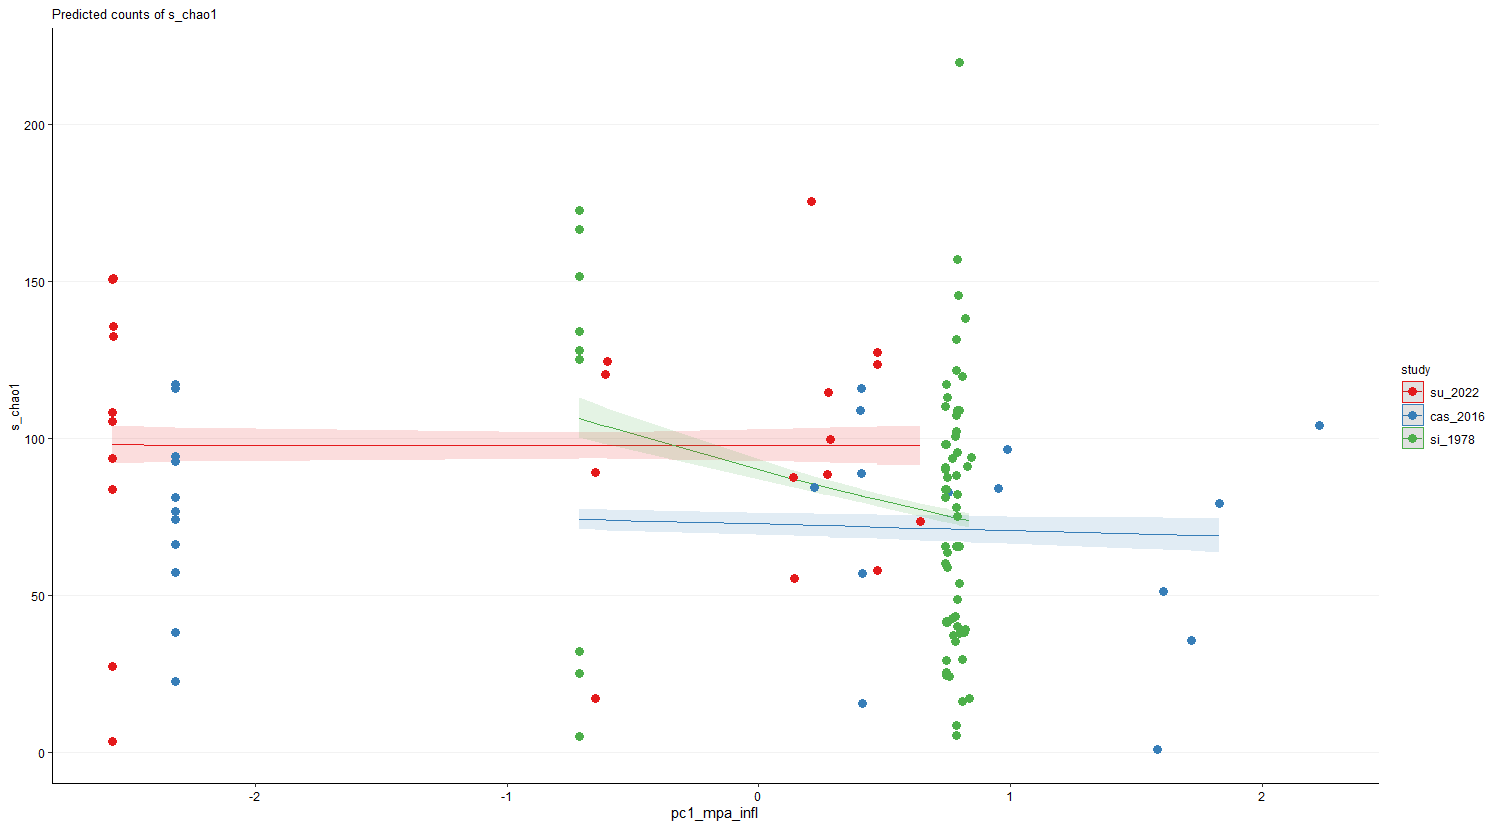 Predicted counts of s_chao1
200
150
100
50
0
s_chao1
-2
-1
0
1
2
pc1_mpa_infl
study
su_2022
cas_2016
si_1978